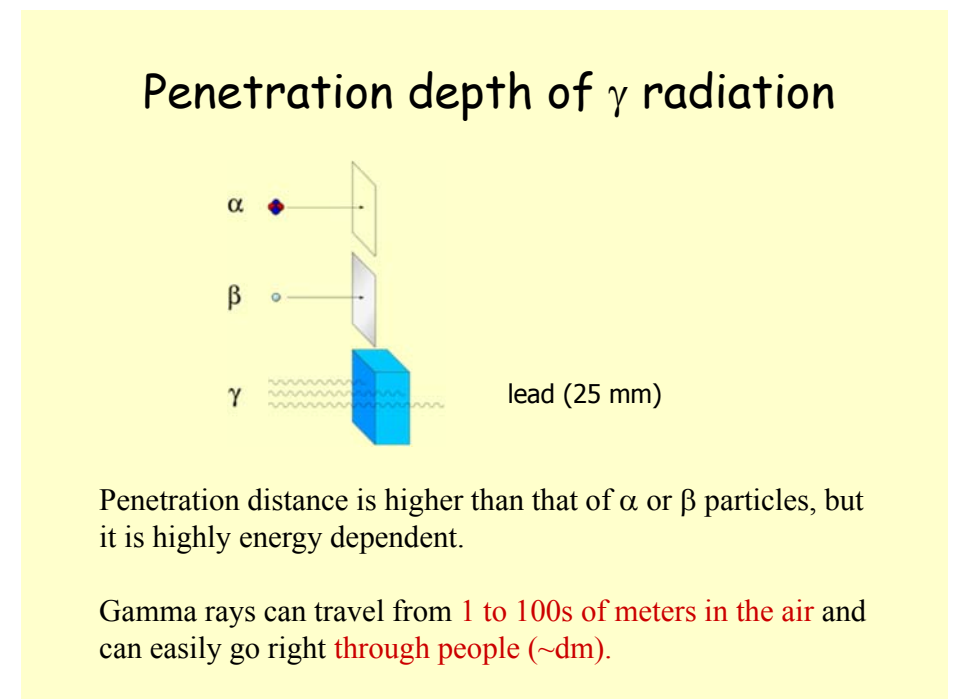 Penetration depth of γ radiation
α
β
γ
lead (25 mm)
Penetration distance is higher than that of α or β particles, but
it is highly energy dependent.
Gamma rays can travel from 1 to 100s of meters in the air and
can easily go right through people (~dm).